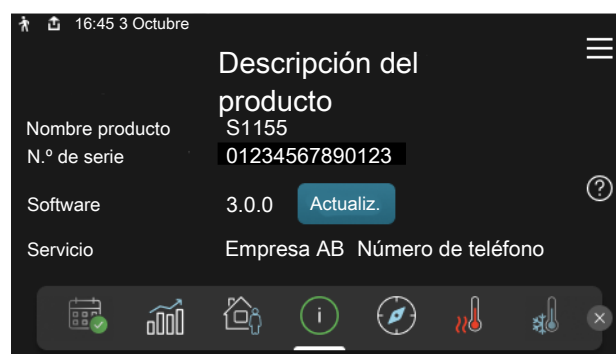 16:45 3 Octubre
Descripción del
producto
Nombre producto S1155
N.º de serie 01234567890123
Software 3.0.0 Actualiz.
Servicio Empresa AB Número de teléfono